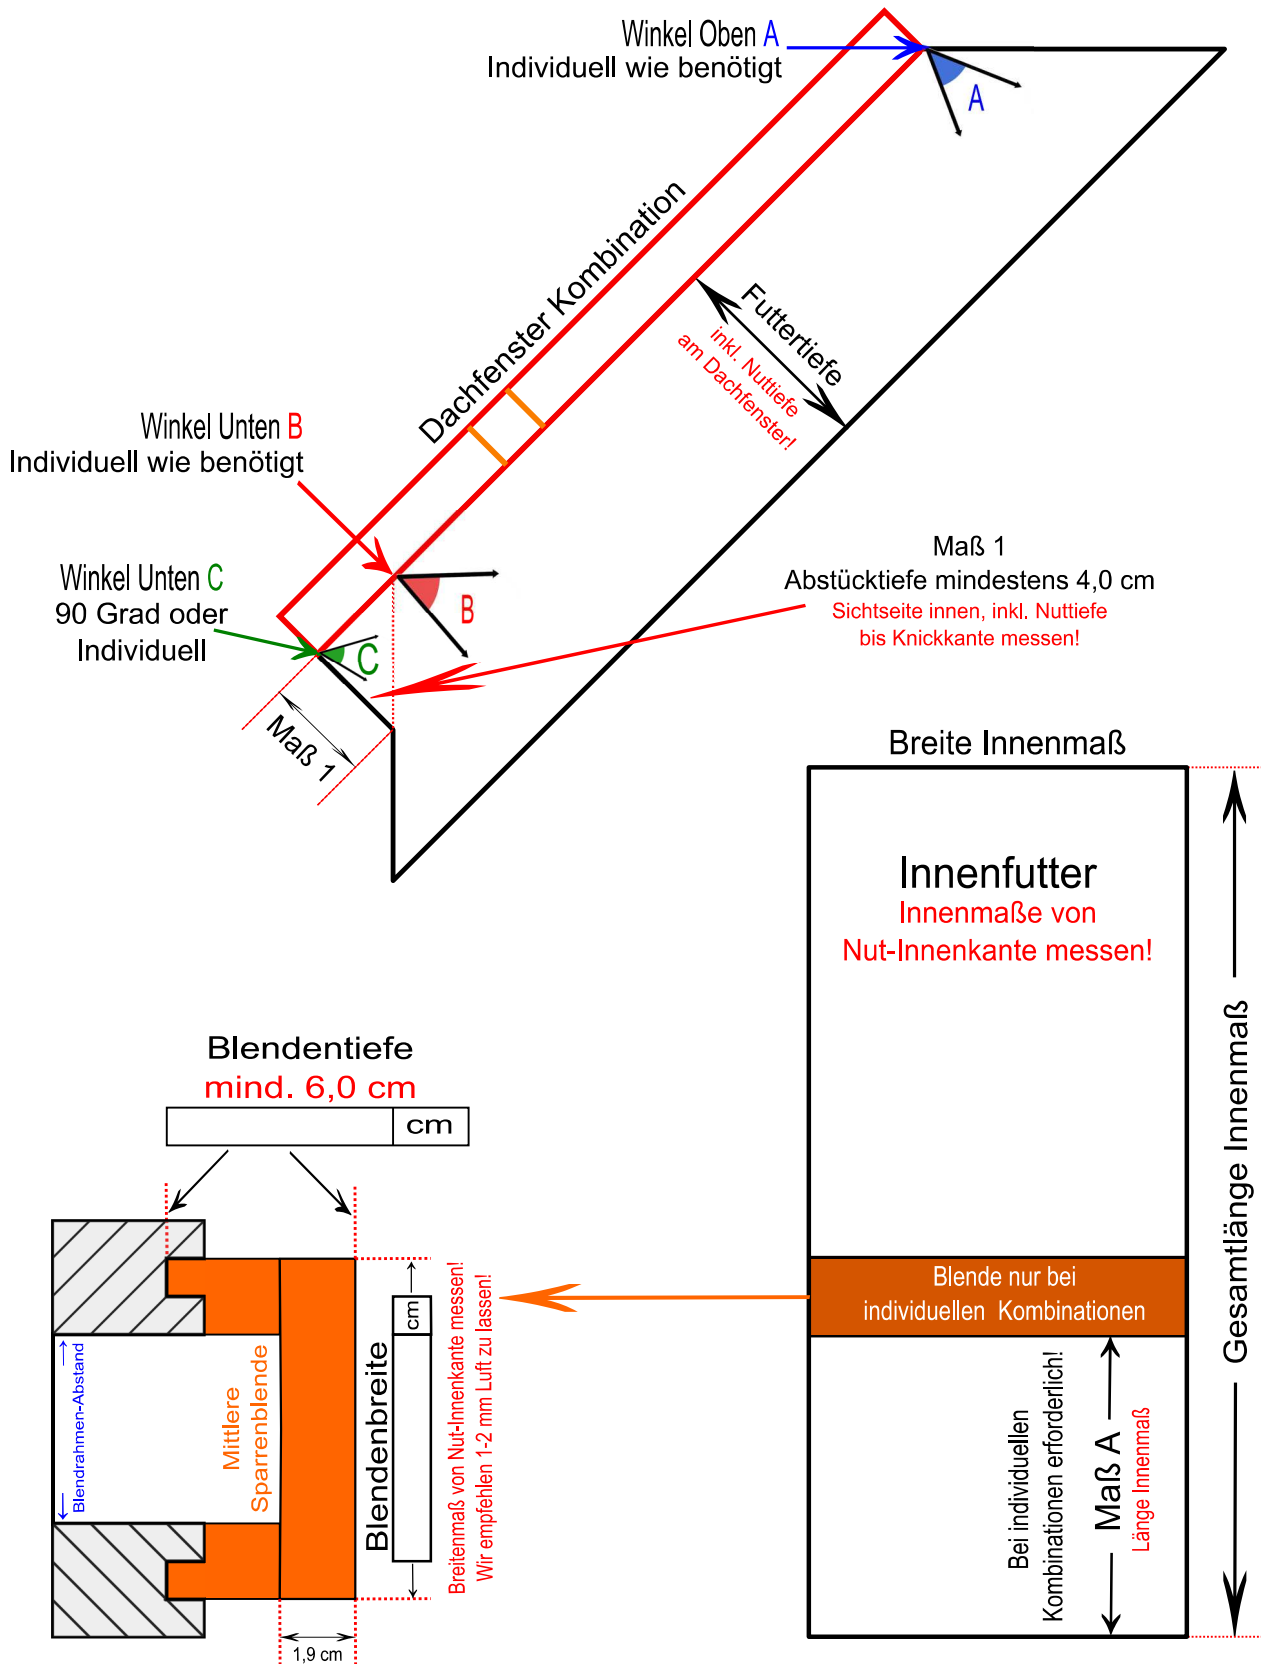 Winkel Oben A
Individuell wie benötigt
A
Dachfenster Kombination
Futtertiefe
inkl. Nuttiefe
am Dachfenster!
Winkel Unten B
Individuell wie benötigt
B
Winkel Unten C
90 Grad oder
Individuell
C
Maß 1
Maß 1
Abstücktiefe mindestens 4,0 cm
Sichtseite innen, inkl. Nuttiefe
bis Knickkante messen!
Breite Innenmaß
Innenfutter
Innenmaße von
Nut-Innenkante messen!
Gesamtlänge Innenmaß
Blende nur bei
individuellen Kombinationen
Bei individuellen
Kombinationen erforderlich!
Maß A
Länge Innenmaß
Blendentiefe
mind. 6,0 cm
cm
Blendrahmen-Abstand
Mittlere
Sparrenblende
Blendenbreite
cm
Breitenmaß von Nut-Innenkante messen!
Wir empfehlen 1-2 mm Luft zu lassen!
1,9 cm